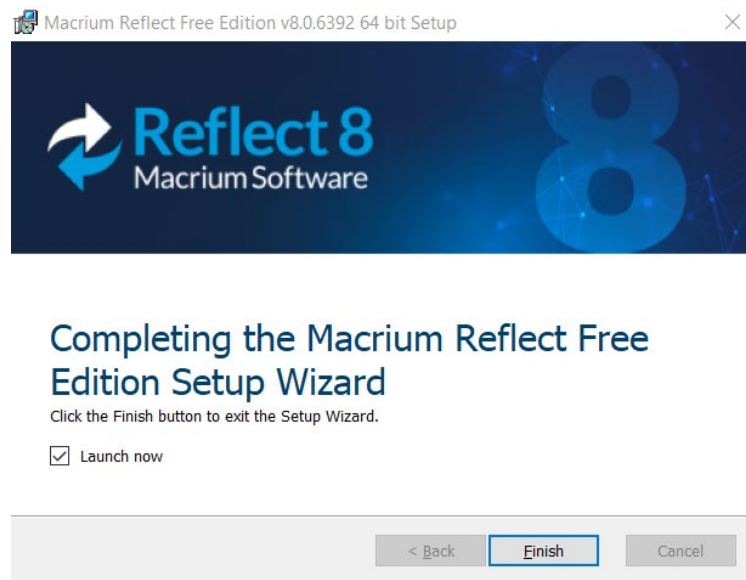 Macrium Reflect Free Edition v8.0.6392 64 bit Setup
Reflect 8
Macrium Software
8
Completing the Macrium Reflect Free
Edition Setup Wizard
Click the Finish button to exit the Setup Wizard.
Launch now
< Back Finish Cancel